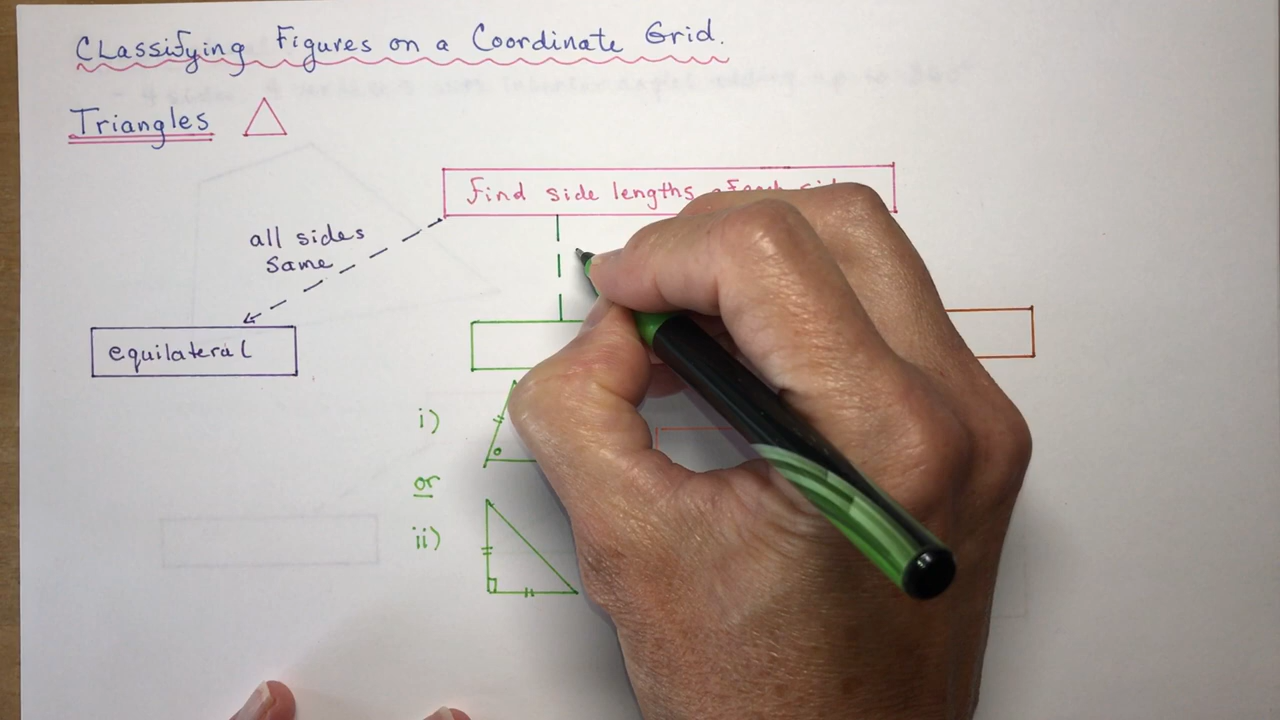 Classifying Figures on a Coordinate Grid.
Triangles
Find side lengths
all sides
same
equilateral
i)
or
ii)